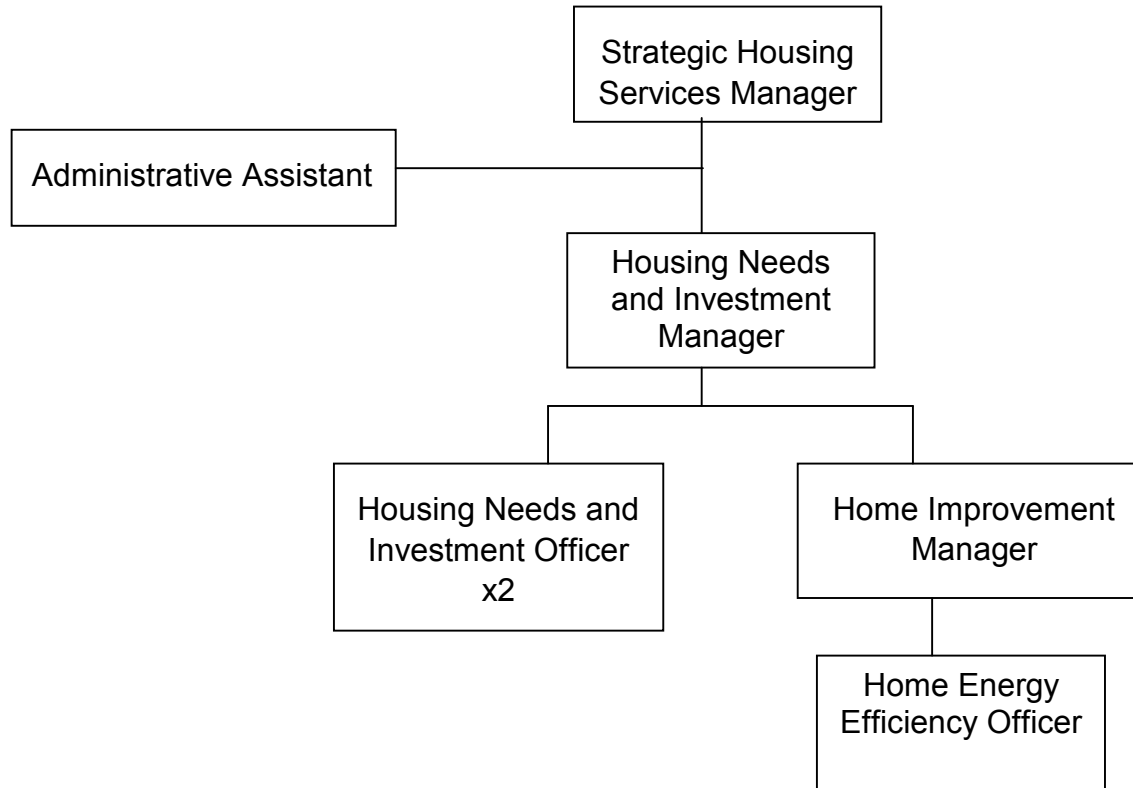 Strategic Housing
Services Manager
Administrative Assistant
Housing Needs
and Investment
Manager
Housing Needs and
Investment Officer
x2
Home Improvement
Manager
Home Energy
Efficiency Officer